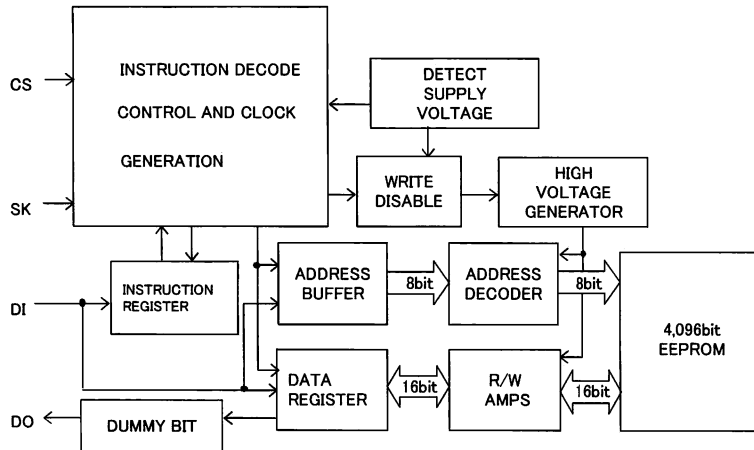 CS
SK
DI
DO
INSTRUCTION DECODE
CONTROL AND CLOCK
GENERATION
DETECT
SUPPLY
VOLTAGE
WRITE
DISABLE
HIGH
VOLTAGE
GENERATOR
INSTRUCTION
REGISTER
ADDRESS
BUFFER
8bit
ADDRESS
DECODER
8bit
4,096bit
EEPROM
DATA
REGISTER
16bit
R/W
AMPS
16bit
DUMMY BIT